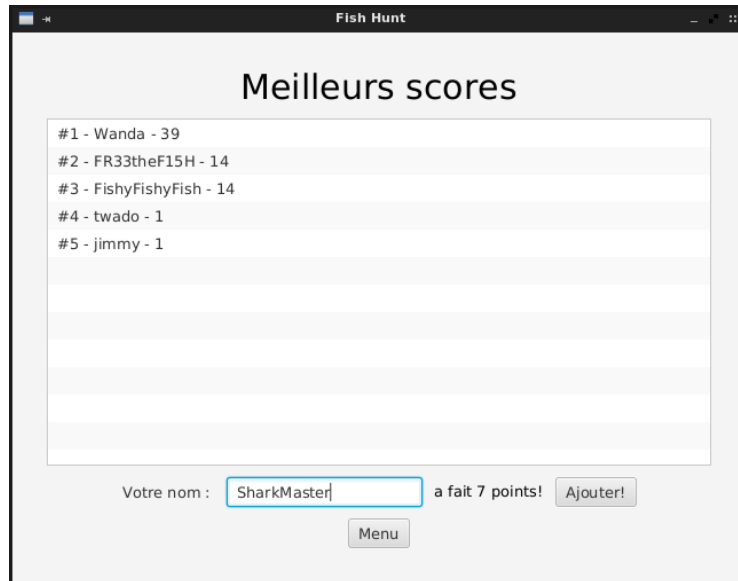 Fish Hunt
Meilleurs scores
#1 - Wanda - 39
#2 - FR33theF15H - 14
#3 - FishyFishyFish - 14
#4 - twado - 1
#5 - jimmy - 1
Votre nom : SharkMaster a fait 7 points! Ajouter!
Menu